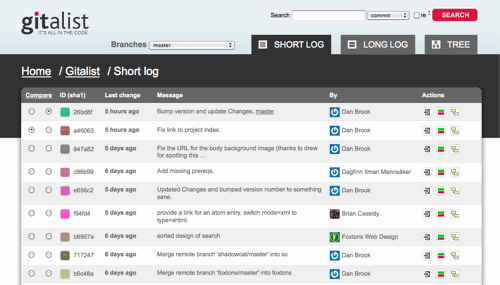 gitalist
IT'S ALL IN THE CODE
Search commit re ? SEARCH
Branches master SHORT LOG LONG LOG TREE
Home / Gitalist / Short log
Compare ID (sha1) Last change Message By Actions
26bd8f 5 hours ago Bump version and update Changes. master Dan Brook
a46063 5 hours ago Fix link to project index. Dan Brook
847a82 5 days ago Fix the URL for the body background image (thanks to drew
for spotting this ... Dan Brook
c96b99 6 days ago Add missing prereqs. Dagfinn Ilmari Mannsåker
e656c2 5 days ago Updated Changes and bumped version number to something
sane. Dan Brook
f94fd4 5 days ago provide a link for an atom entry. switch mode=xml to
type=xhtml. Brian Cassidy
b6867a 6 days ago sorted design of search Foxtons Web Design
717247 6 days ago Merge remote branch 'shadowcat/master' into sc Dan Brook
b6c48a 6 days ago Merge remote branch 'foxtons/master' into foxtons Dan Brook